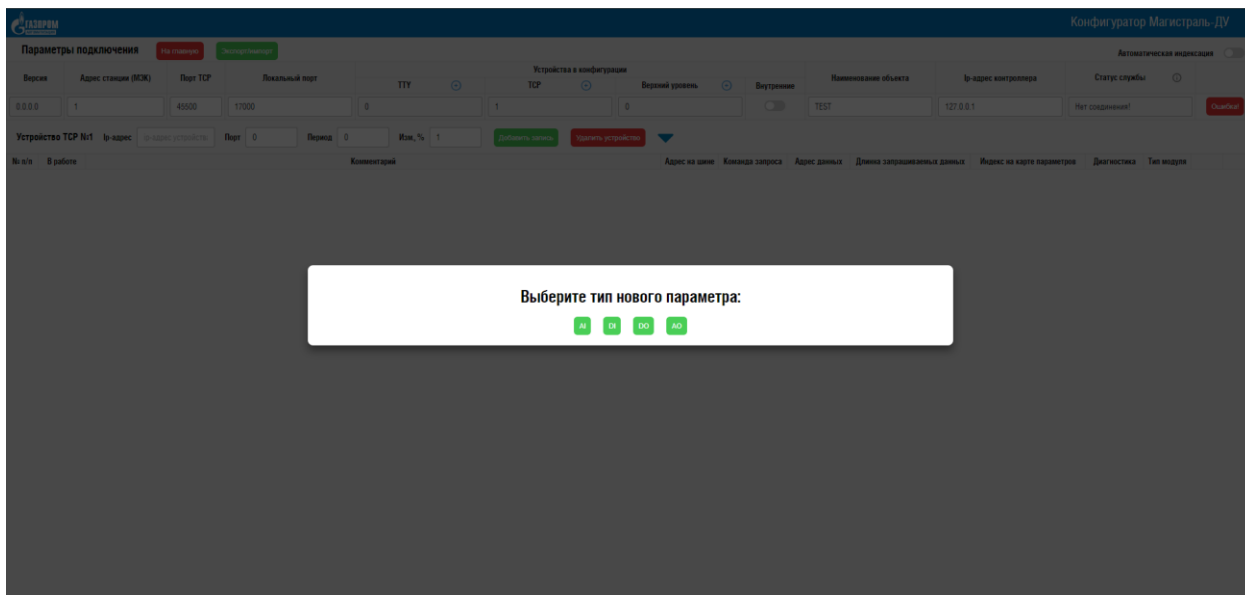 ГАЗПРОМ
Конфигуратор Магистраль-ДУ
Параметры подключения На главную Экспорт/импорт Автоматическая индексация
Версия Адрес станции (МЭК) Порт TCP Локальный порт Устройства в конфигурации Наименование объекта Ip-адрес контроллера Статус службы
TTY TCP Верхний уровень Внутренние
0.0.0.0 1 46500 17000 0 1 0 TEST 127.0.0.1 Нет соединения! Ошибка!
Устройство TCP №1 Ip-адрес Ip-адрес устройства Порт 0 Период 0 Изм, % 1 Добавить запись Удалить устройство
№ п/п В работе Комментарий Адрес на шине Команда запроса Адрес данных Длинна запрашиваемых данных Индекс на карте параметров Диагностика Тип модуля
Выберите тип нового параметра:
AI DI DO AO